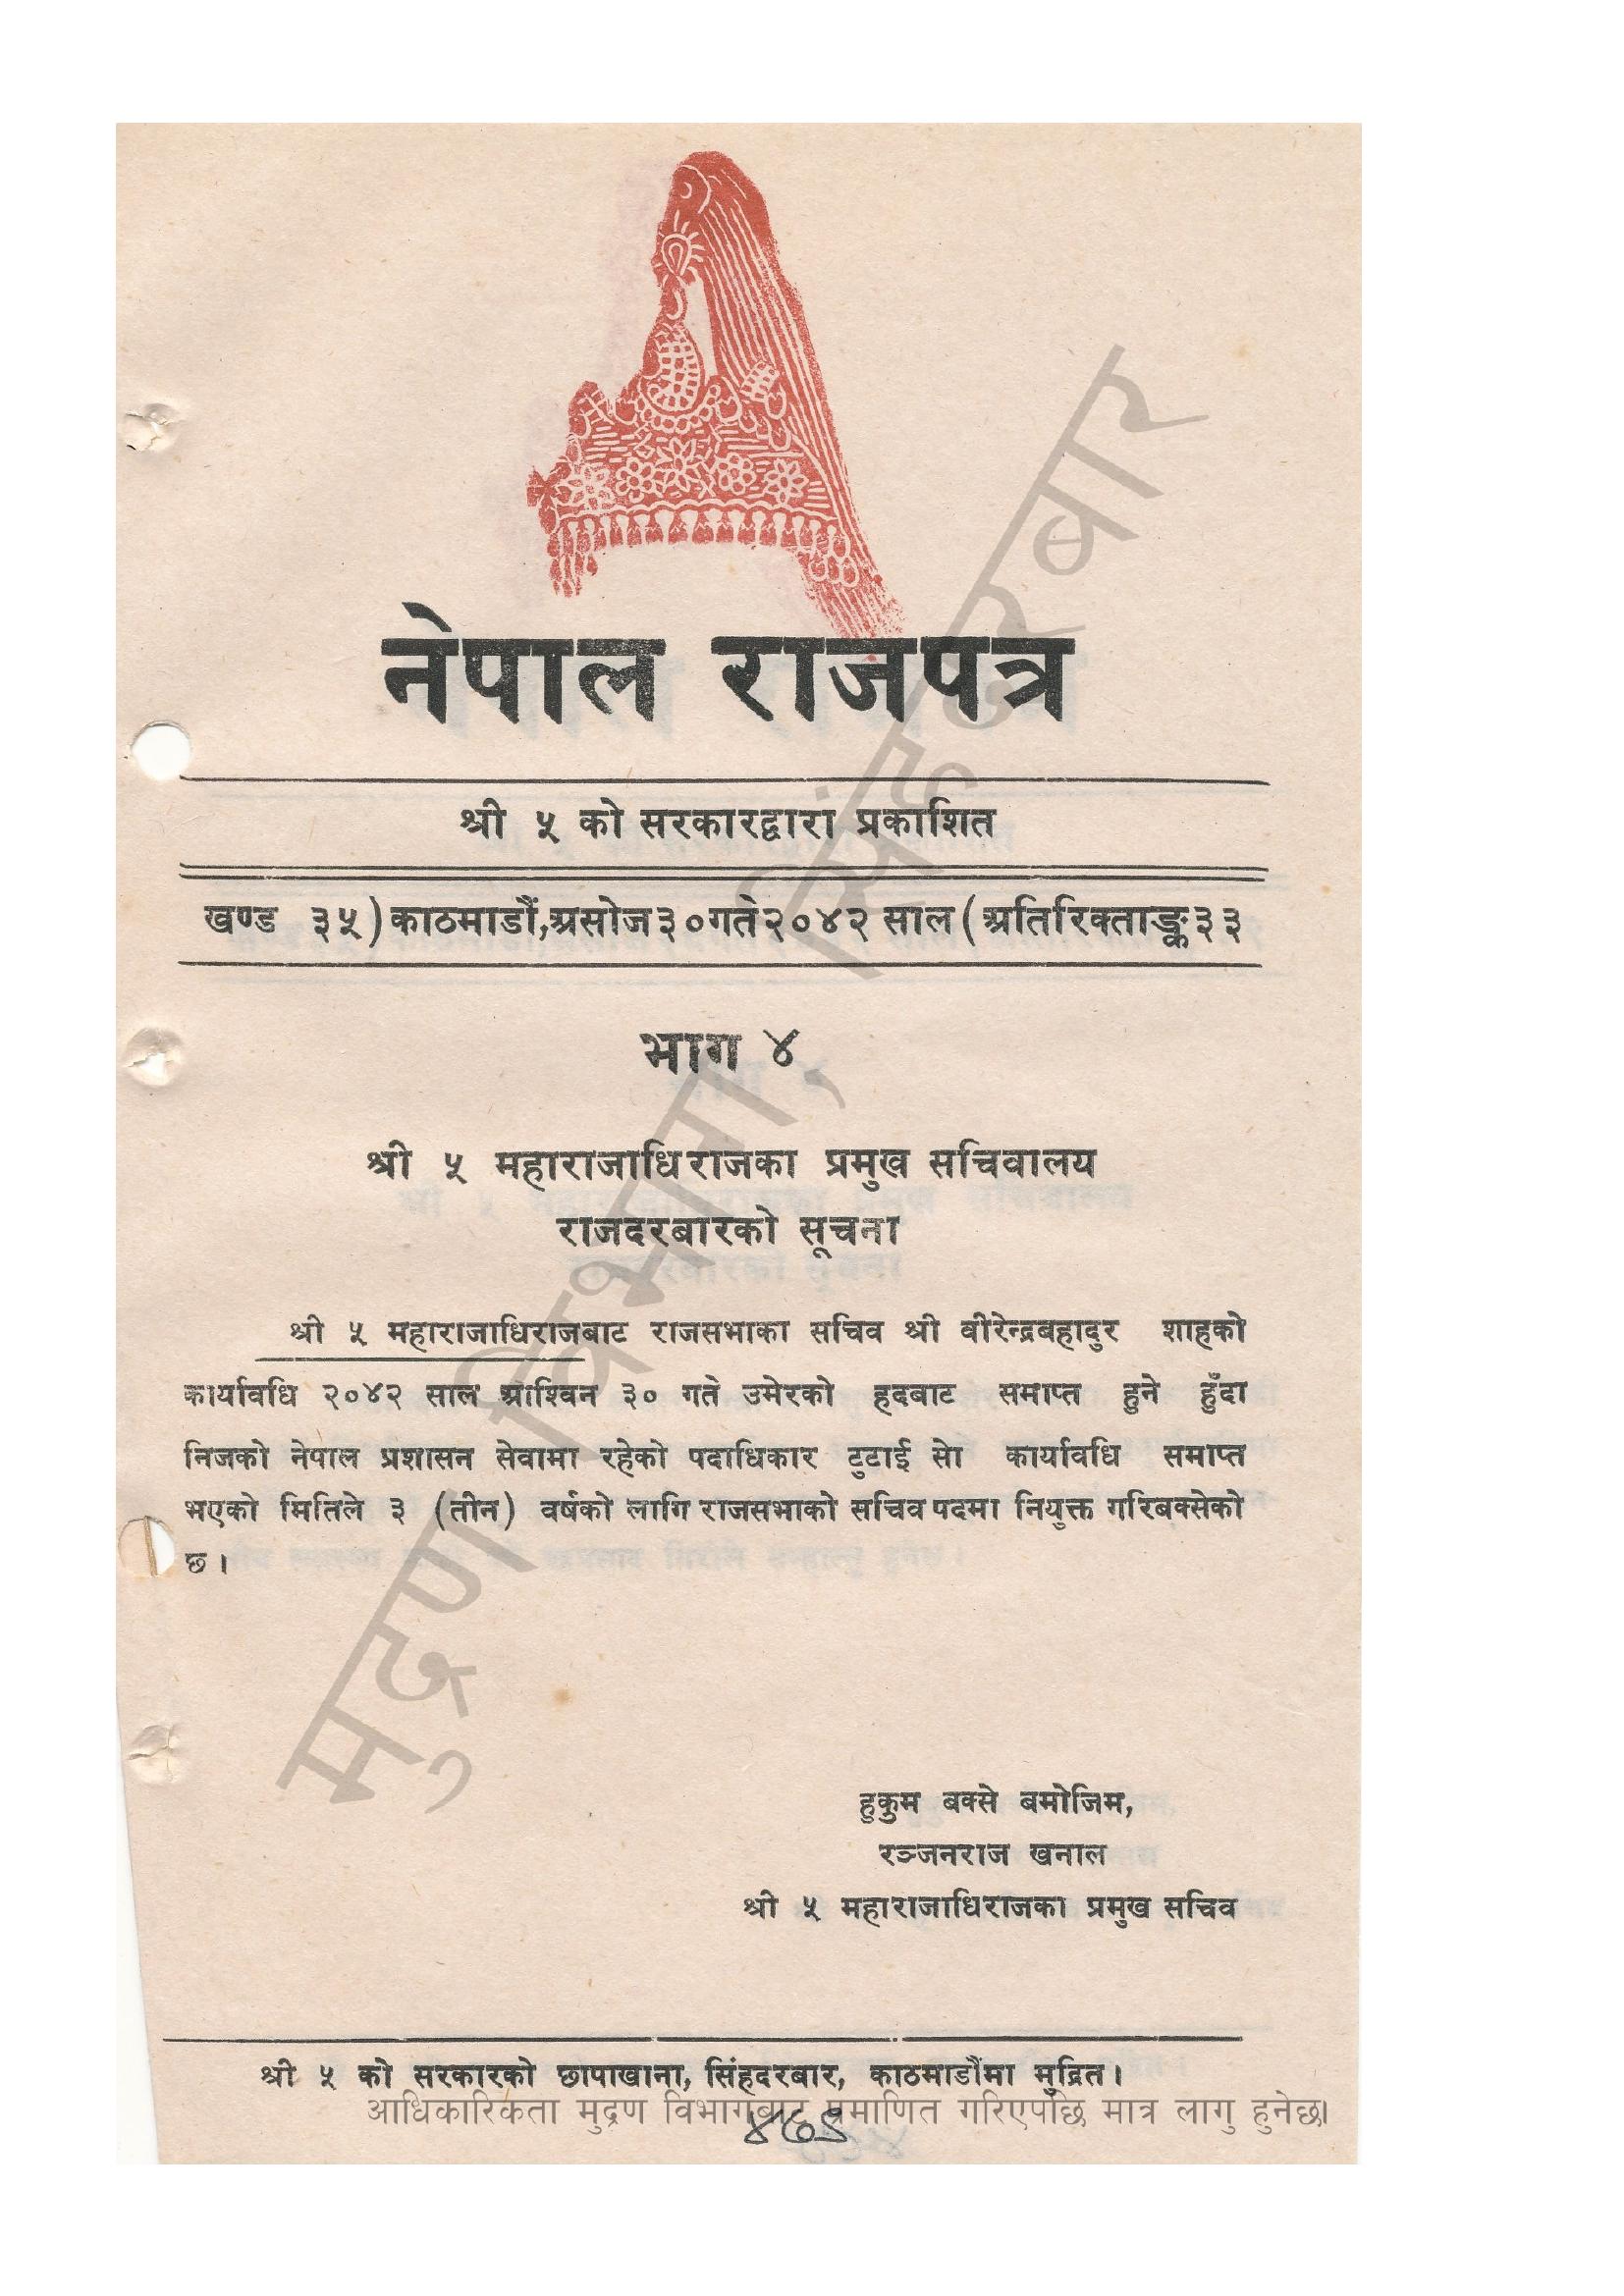 नेपाल राजपत्र
श्री ५ को सरकारद्वारा प्रकाशित
खण्ड ३५) काठमाडौं, असोज ३० गते २०४२ साल (अतिरिक्ताङ्क ३३
भाग ४
श्री ५ महाराजाधिराजका प्रमुख सचिवालय
राजदरबारको सूचना
श्री ५ महाराजाधिराजबाट राजसभाका सचिव श्री वीरेन्द्रबहादुर शाहको
कार्यावधि २०४२ साल आश्विन ३० गते उमेरको हदबाट समाप्त हुने हुँदा
निजको नेपाल प्रशासन सेवामा रहेको पदाधिकार टुटाई सो कार्यावधि समाप्त
भएको मितिले ३ (तीन) वर्षको लागि राजसभाको सचिव पदमा नियुक्त गरिबक्सेको
छ ।
हुकुम बक्से बमोजिम,
रञ्जनराज खनाल
श्री ५ महाराजाधिराजका प्रमुख सचिव
श्री ५ को सरकारको छापाखाना, सिंहदरबार, काठमाडौंमा मुद्रित ।
आधिकारिकता मुद्रण विभागबाट प्रमाणित गरिएपछि मात्र लागु हुनेछ।
मुद्रण विभाग, सिंहदरबार